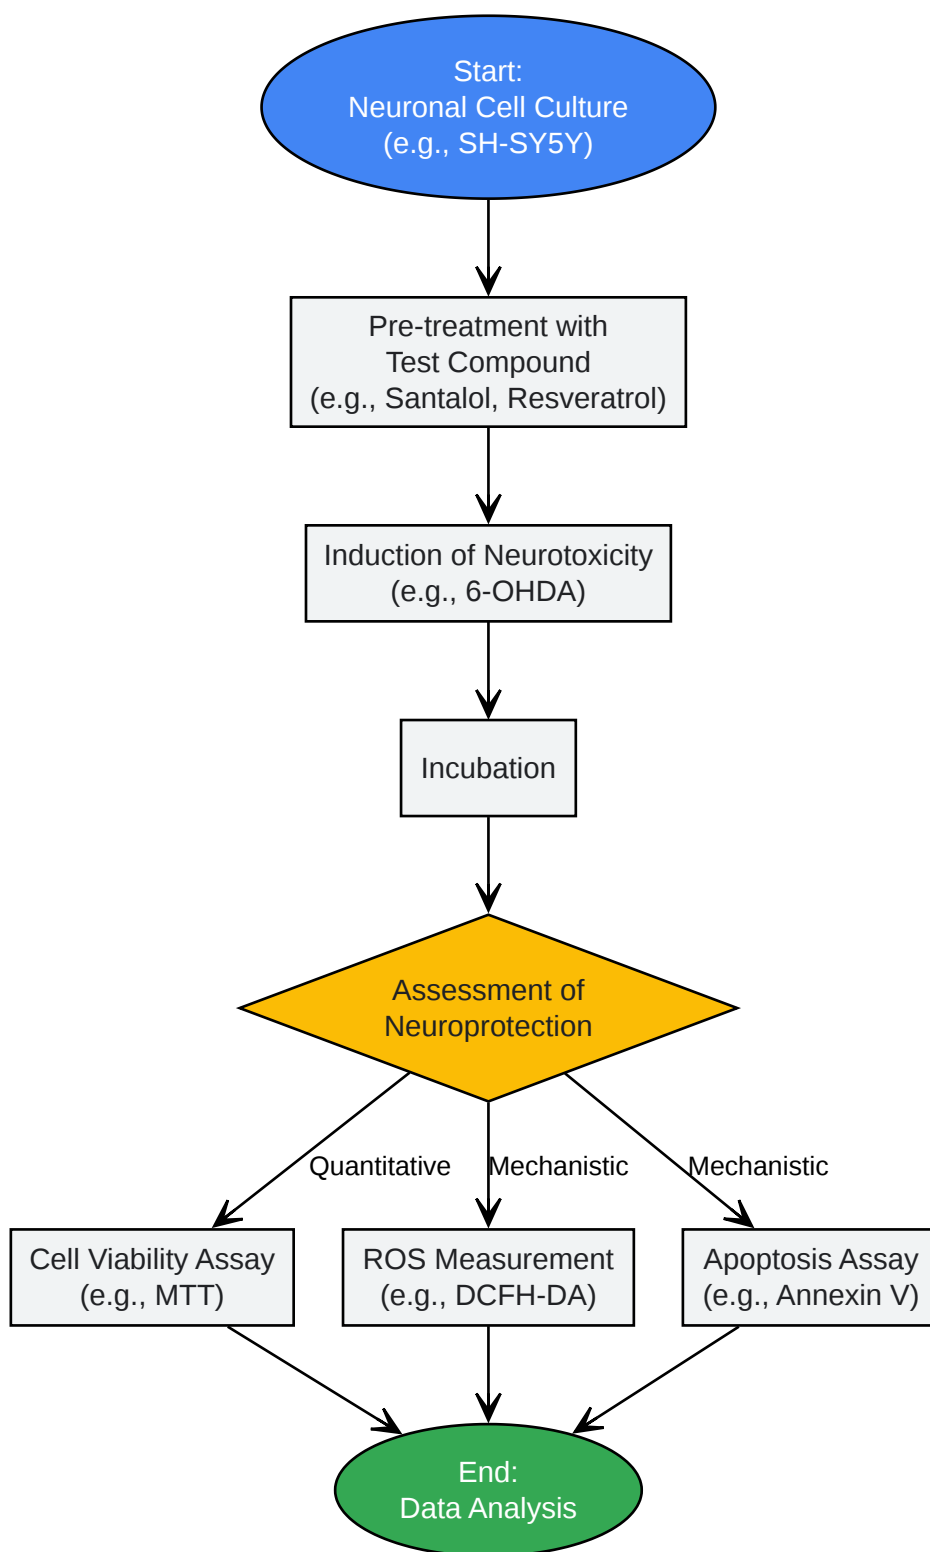 Start:
Neuronal Cell Culture
(e.g., SH-SY5Y)
Pre-treatment with
Test Compound
(e.g., Santalol, Resveratrol)
Induction of Neurotoxicity
(e.g., 6-OHDA)
Incubation
Assessment of
Neuroprotection
Quantitative
Mechanistic
Mechanistic
Cell Viability Assay
(e.g., MTT)
ROS Measurement
(e.g., DCFH-DA)
Apoptosis Assay
(e.g., Annexin V)
End:
Data Analysis